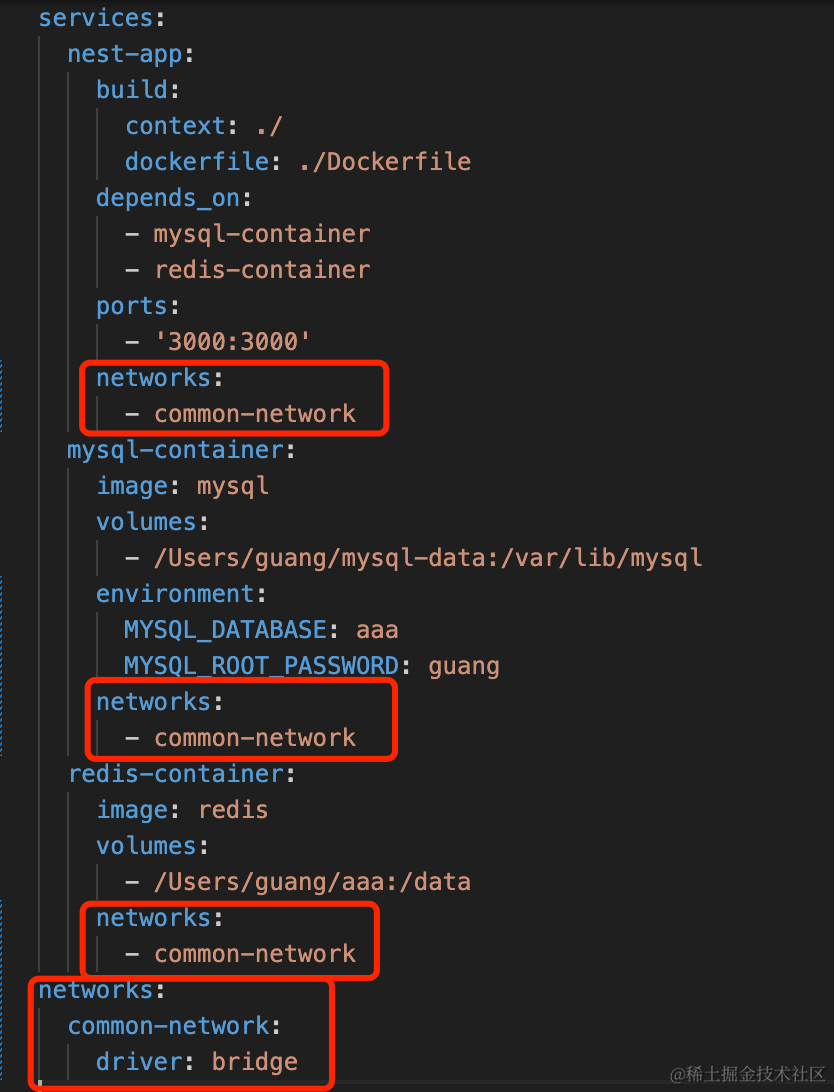 services:
  nest-app:
    build:
      context: ./
      dockerfile: ./Dockerfile
    depends_on:
      - mysql-container
      - redis-container
    ports:
      - '3000:3000'
    networks:
      - common-network
  mysql-container:
    image: mysql
    volumes:
      - /Users/guang/mysql-data:/var/lib/mysql
    environment:
      MYSQL_DATABASE: aaa
      MYSQL_ROOT_PASSWORD: guang
    networks:
      - common-network
  redis-container:
    image: redis
    volumes:
      - /Users/guang/aaa:/data
    networks:
      - common-network
networks:
  common-network:
    driver: bridge
@稀土掘金技术社区